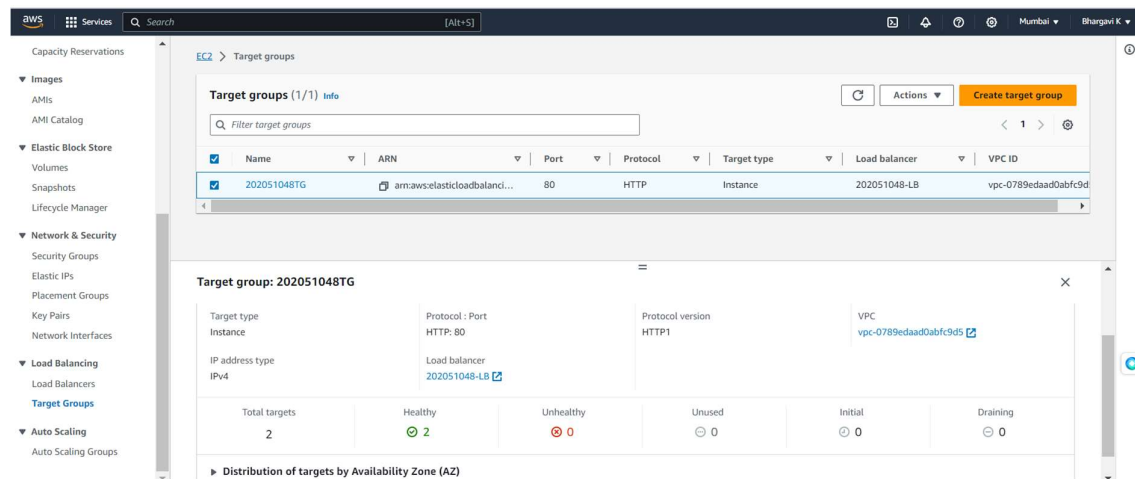 aws Services Search [Alt+S] Mumbai Bhargavi K
Capacity Reservations
Images
AMIs
AMI Catalog
Elastic Block Store
Volumes
Snapshots
Lifecycle Manager
Network & Security
Security Groups
Elastic IPs
Placement Groups
Key Pairs
Network Interfaces
Load Balancing
Load Balancers
Target Groups
Auto Scaling
Auto Scaling Groups
EC2 > Target groups
Target groups (1/1) Info Actions Create target group
Filter target groups < 1 >
Name ARN Port Protocol Target type Load balancer VPC ID
202051048TG arn:aws:elasticloadbalanci... 80 HTTP Instance 202051048-LB vpc-0789edaad0abfc9d
Target group: 202051048TG
Target type Protocol : Port Protocol version VPC
Instance HTTP: 80 HTTP1 vpc-0789edaad0abfc9d5
IP address type Load balancer
IPv4 202051048-LB
Total targets Healthy Unhealthy Unused Initial Draining
2 2 0 0 0 0
Distribution of targets by Availability Zone (AZ)